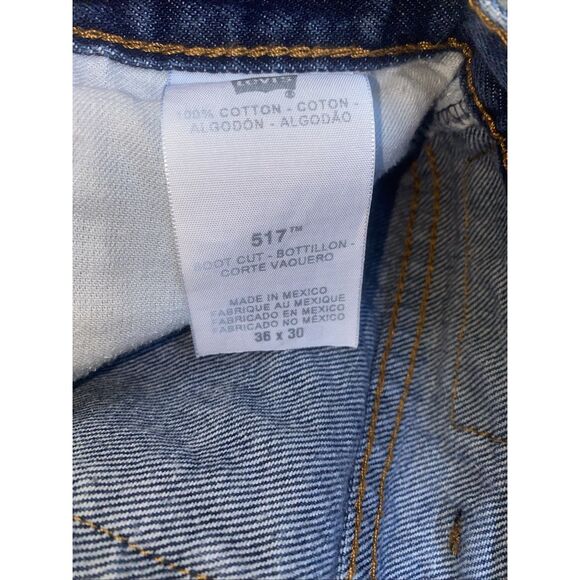 LEVI'S
®
100% COTTON - COTON -
ALGODÓN - ALGODÃO
517™
BOOT CUT - BOTTILLON -
CORTE VAQUERO
MADE IN MEXICO
FABRIQUE AU MEXIQUE
FABRICADO EN MEXICO
FABRICADO NO MÉXICO
36 x 30